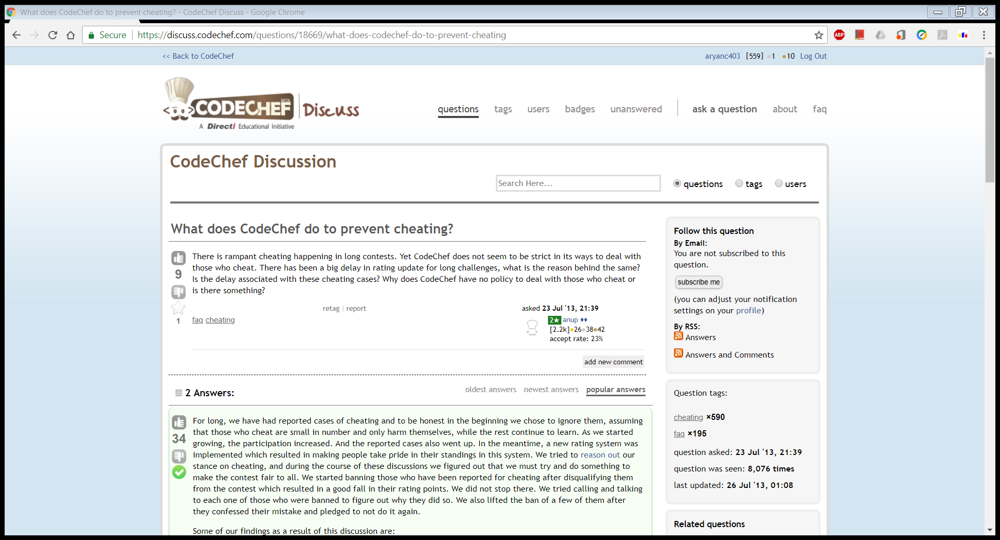 What does CodeChef do to prevent cheating? - CodeChef Discuss - Google Chrome
Secure | https://discuss.codechef.com/questions/18669/what-does-codechef-do-to-prevent-cheating
ABP
<< Back to CodeChef
aryanc403 [559] ●1 ●10 Log Out
CODECHEF BETA | Discuss
A Directi Educational Initiative
questions tags users badges unanswered | ask a question about faq
CodeChef Discussion
Search Here...
questions tags users
What does CodeChef do to prevent cheating?
9
1
There is rampant cheating happening in long contests. Yet CodeChef does not seem to be strict in its ways to deal with
those who cheat. There has been a big delay in rating update for long challenges, what is the reason behind the same?
Is the delay associated with these cheating cases? Why does CodeChef have no policy to deal with those who cheat or
is there something?
retag | report
faq cheating
asked 23 Jul '13, 21:39
2★ anup ♦♦
[2.2k]●26●38●42
accept rate: 23%
add new comment
2 Answers:
oldest answers newest answers popular answers
34
For long, we have had reported cases of cheating and to be honest in the beginning we chose to ignore them, assuming
that those who cheat are small in number and only harm themselves, while the rest continue to learn. As we started
growing, the participation increased. And the reported cases also went up. In the meantime, a new rating system was
implemented which resulted in making people take pride in their standings in this system. We tried to reason out our
stance on cheating, and during the course of these discussions we figured out that we must try and do something to
make the contest fair to all. We started banning those who have been reported for cheating after disqualifying them
from the contest which resulted in a good fall in their rating points. We did not stop there. We tried calling and talking
to each one of those who were banned to figure out why they did so. We also lifted the ban of a few of them after
they confessed their mistake and pledged to not do it again.
Some of our findings as a result of this discussion are:
Follow this question
By Email:
You are not subscribed to this
question.
subscribe me
(you can adjust your notification
settings on your profile)
By RSS:
Answers
Answers and Comments
Question tags:
cheating ×590
faq ×195
question asked: 23 Jul '13, 21:39
question was seen: 8,076 times
last updated: 26 Jul '13, 01:08
Related questions